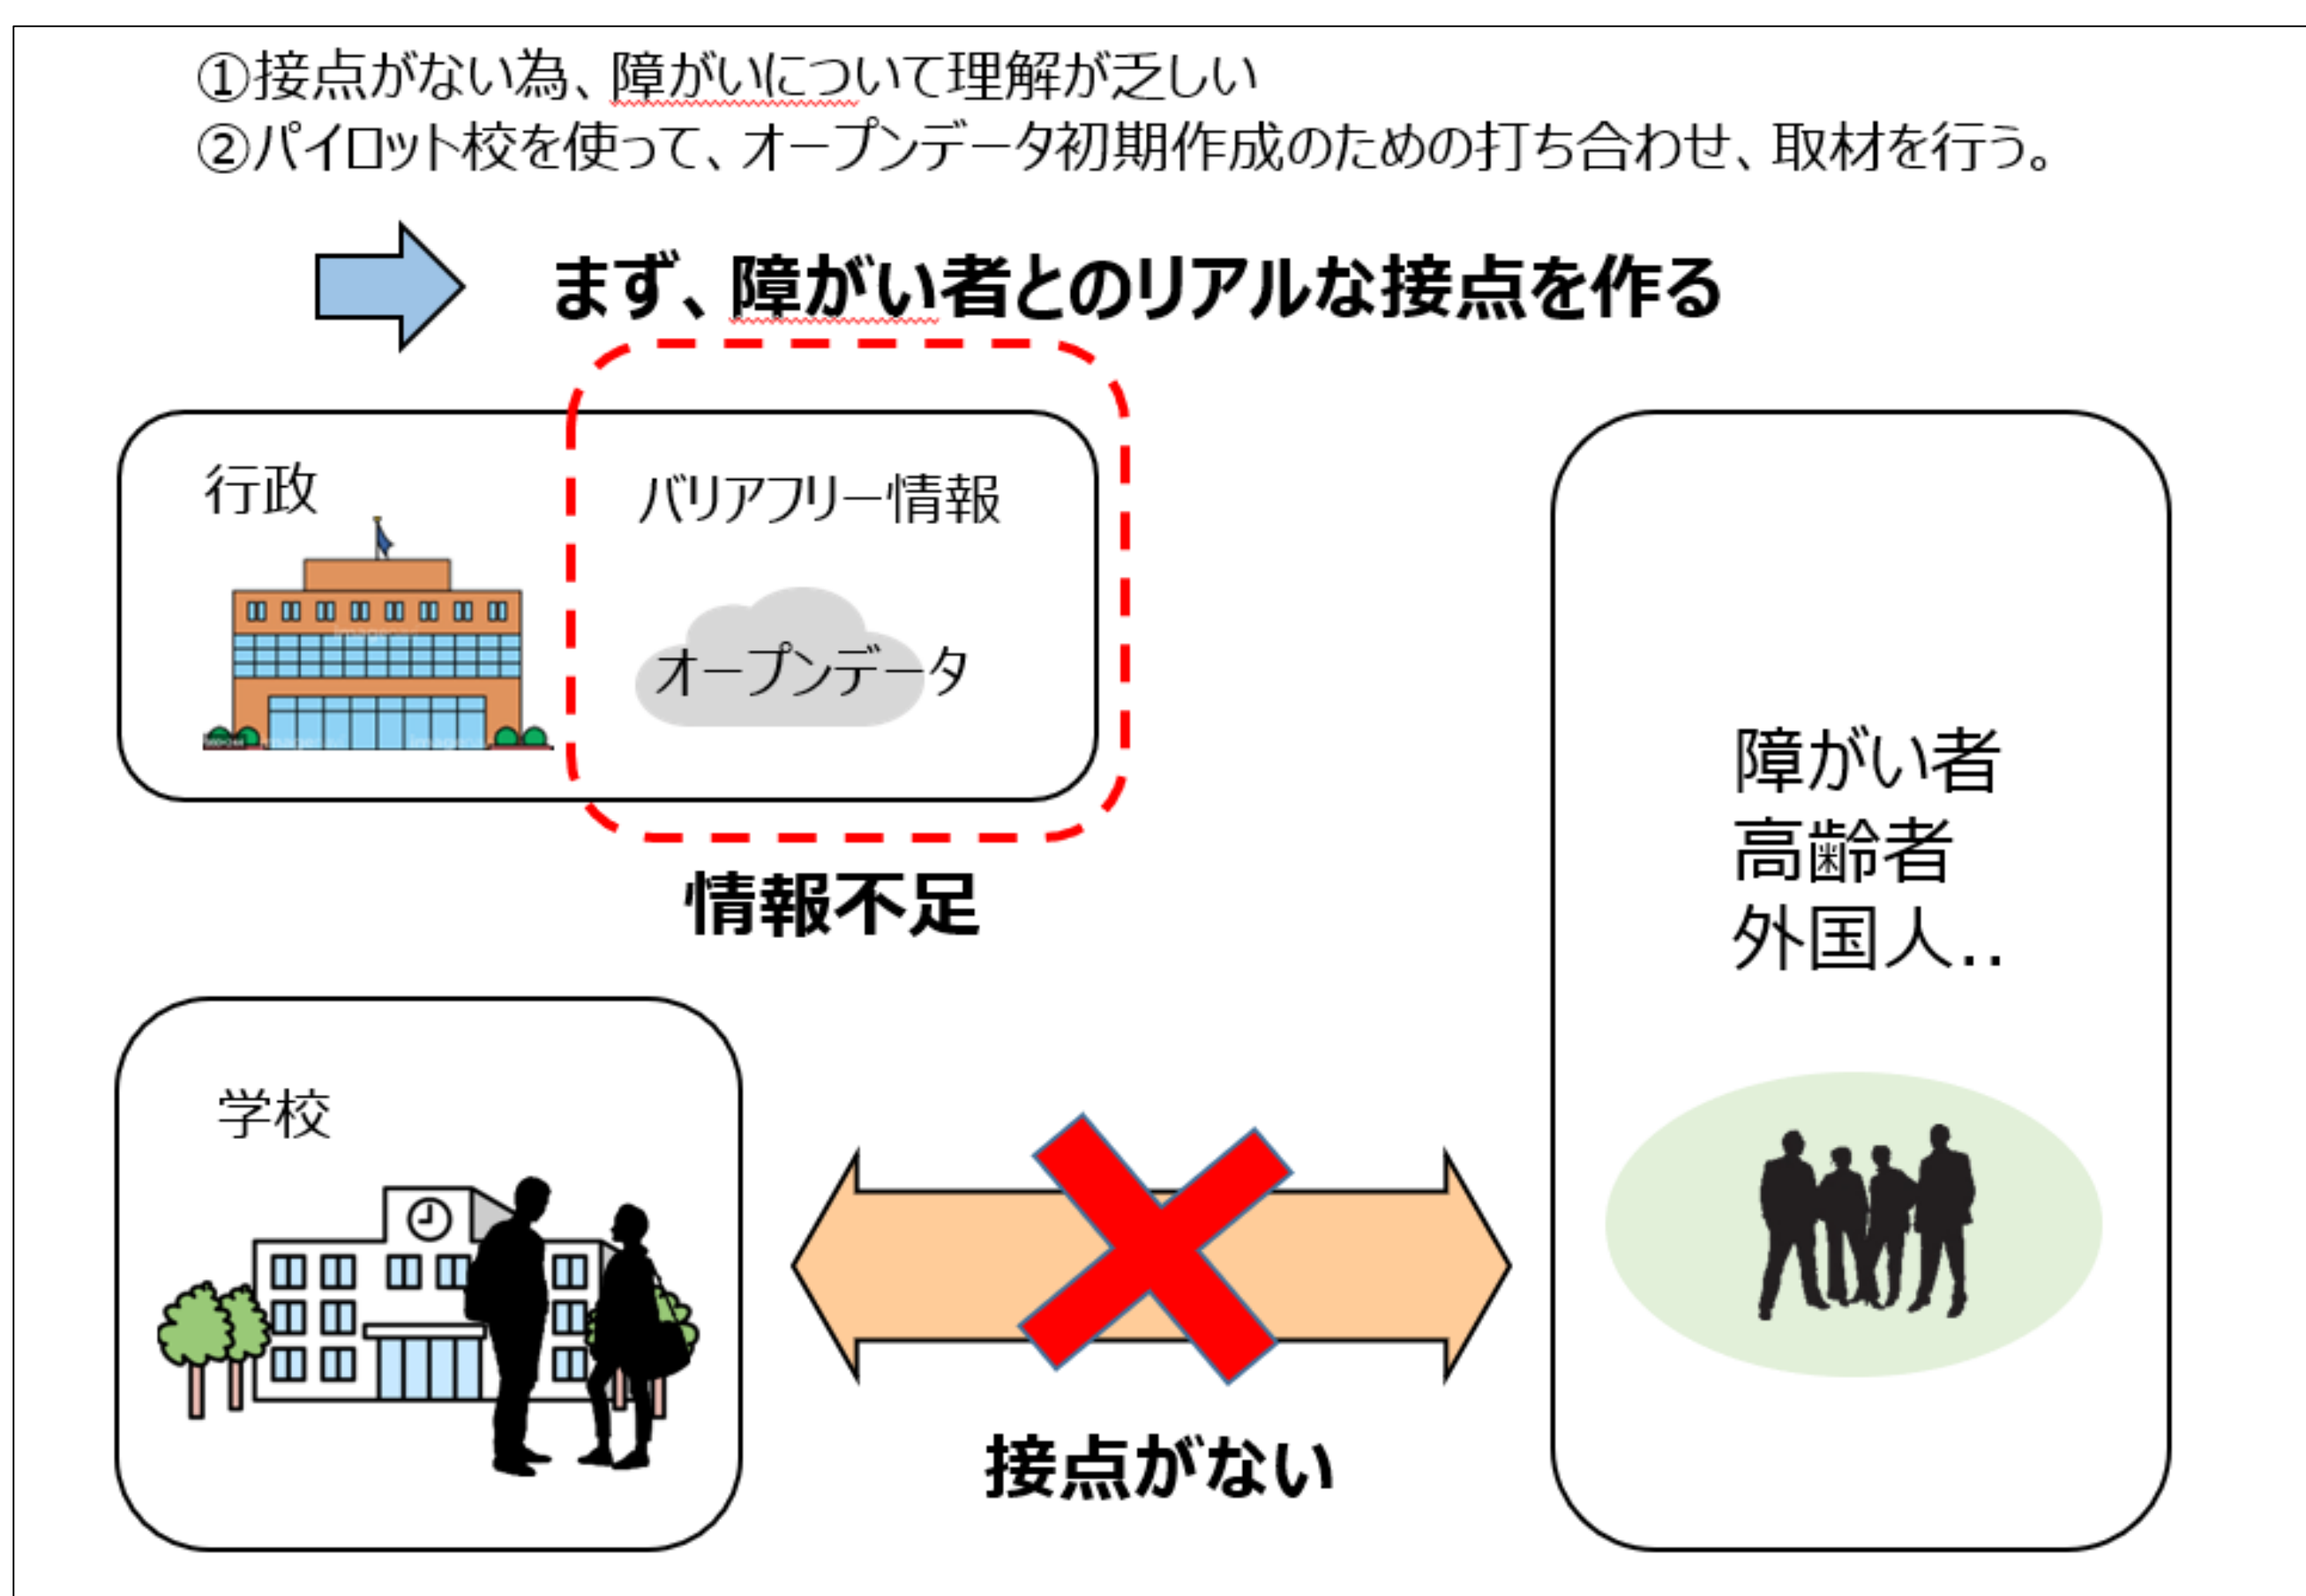 ①接点がない為、障がいについて理解が乏しい
②パイロット校を使って、オープンデータ初期作成のための打ち合わせ、取材を行う。
まず、障がい者とのリアルな接点を作る
行政
バリアフリー情報
オープンデータ
情報不足
障がい者
高齢者
外国人..
学校
接点がない